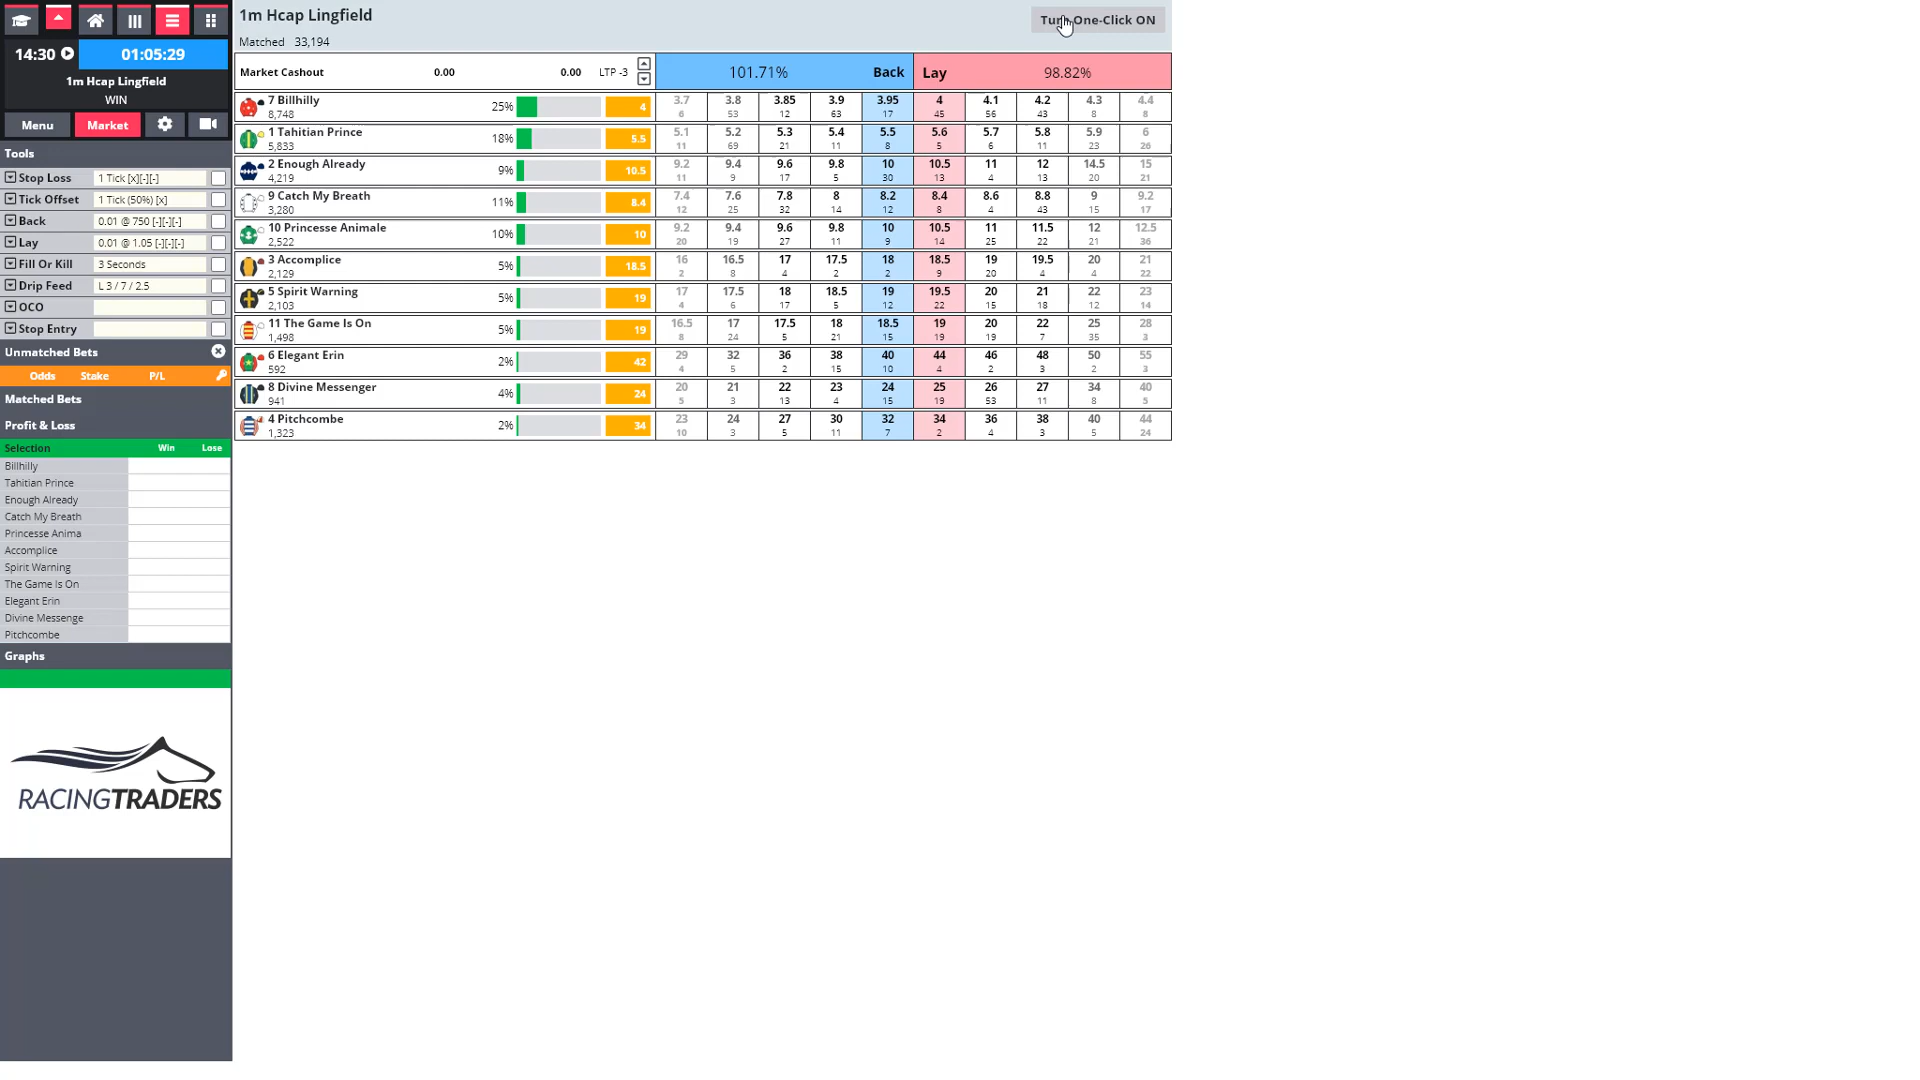 1m Hcap Lingfield
Turn One-Click ON
Matched 33,194
14:30 01:05:29
1m Hcap Lingfield
WIN
Menu Market
Market Cashout 0.00 0.00 LTP -3 101.71% Back Lay 98.82%
7 Billhilly 25% 4 3.7 3.8 3.85 3.9 3.95 4 4.1 4.2 4.3 4.4
8,748 6 53 12 63 17 45 56 43 8 8
1 Tahitian Prince 18% 5.5 5.1 5.2 5.3 5.4 5.5 5.6 5.7 5.8 5.9 6
5,833 11 69 21 11 8 5 6 11 23 26
2 Enough Already 9% 10.5 9.2 9.4 9.6 9.8 10 10.5 11 12 14.5 15
4,219 11 9 17 5 30 13 4 13 20 21
9 Catch My Breath 11% 8.4 7.4 7.6 7.8 8 8.2 8.4 8.6 8.8 9 9.2
3,280 12 25 32 14 12 8 4 43 15 17
10 Princesse Animale 10% 10 9.2 9.4 9.6 9.8 10 10.5 11 11.5 12 12.5
2,522 20 19 27 11 9 14 25 22 21 36
3 Accomplice 5% 18.5 16 16.5 17 17.5 18 18.5 19 19.5 20 21
2,129 2 8 4 2 2 9 20 4 4 22
5 Spirit Warning 5% 19 17 17.5 18 18.5 19 19.5 20 21 22 23
2,103 4 6 17 5 12 22 15 18 12 14
11 The Game Is On 5% 19 16.5 17 17.5 18 18.5 19 20 22 25 28
1,498 8 24 5 21 15 19 19 7 35 3
6 Elegant Erin 2% 42 29 32 36 38 40 44 46 48 50 55
592 4 5 2 15 10 4 2 3 2 3
8 Divine Messenger 4% 24 20 21 22 23 24 25 26 27 34 40
941 5 3 13 4 15 19 53 11 8 5
4 Pitchcombe 2% 34 23 24 27 30 32 34 36 38 40 44
1,323 10 3 5 11 7 2 4 3 5 24
Tools
Stop Loss 1 Tick [x][-][-]
Tick Offset 1 Tick (50%) [x]
Back 0.01 @ 750 [-][-][-]
Lay 0.01 @ 1.05 [-][-][-]
Fill Or Kill 3 Seconds
Drip Feed L 3 / 7 / 2.5
OCO
Stop Entry
Unmatched Bets
Odds Stake P/L
Matched Bets
Profit & Loss
Selection Win Lose
Billhilly
Tahitian Prince
Enough Already
Catch My Breath
Princesse Anima
Accomplice
Spirit Warning
The Game Is On
Elegant Erin
Divine Messenge
Pitchcombe
Graphs
RACINGTRADERS